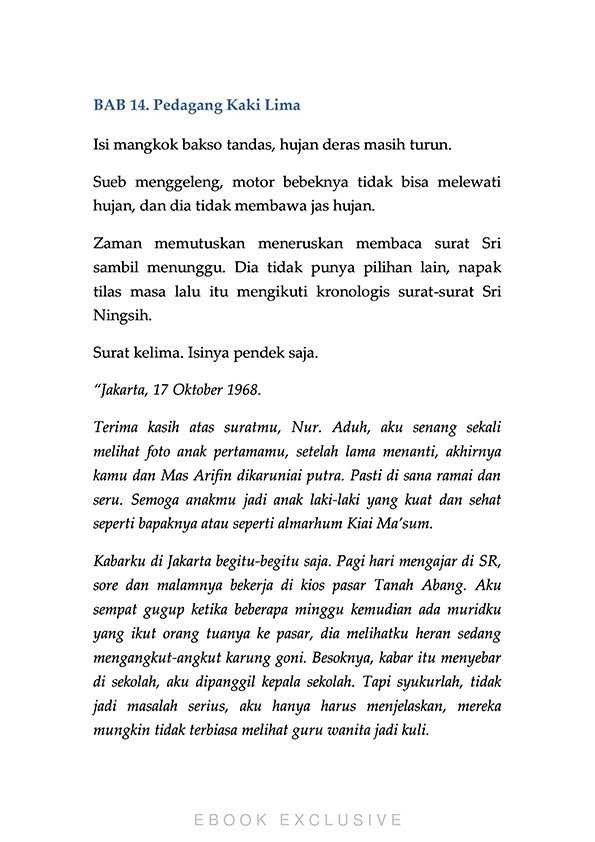 BAB 14. Pedagang Kaki Lima
Isi mangkok bakso tandas, hujan deras masih turun.
Sueb menggeleng, motor bebeknya tidak bisa melewati
hujan, dan dia tidak membawa jas hujan.
Zaman memutuskan meneruskan membaca surat Sri
sambil menunggu. Dia tidak punya pilihan lain, napak
tilas masa lalu itu mengikuti kronologis surat-surat Sri
Ningsih.
Surat kelima. Isinya pendek saja.
“Jakarta, 17 Oktober 1968.
Terima kasih atas suratmu, Nur. Aduh, aku senang sekali
melihat foto anak pertamamu, setelah lama menanti, akhirnya
kamu dan Mas Arifin dikaruniai putra. Pasti di sana ramai dan
seru. Semoga anakmu jadi anak laki-laki yang kuat dan sehat
seperti bapaknya atau seperti almarhum Kiai Ma’sum.
Kabarku di Jakarta begitu-begitu saja. Pagi hari mengajar di SR,
sore dan malamnya bekerja di kios pasar Tanah Abang. Aku
sempat gugup ketika beberapa minggu kemudian ada muridku
yang ikut orang tuanya ke pasar, dia melihatku heran sedang
mengangkut-angkut karung goni. Besoknya, kabar itu menyebar
di sekolah, aku dipanggil kepala sekolah. Tapi syukurlah, tidak
jadi masalah serius, aku hanya harus menjelaskan, mereka
mungkin tidak terbiasa melihat guru wanita jadi kuli.
EBOOK EXCLUSIVE